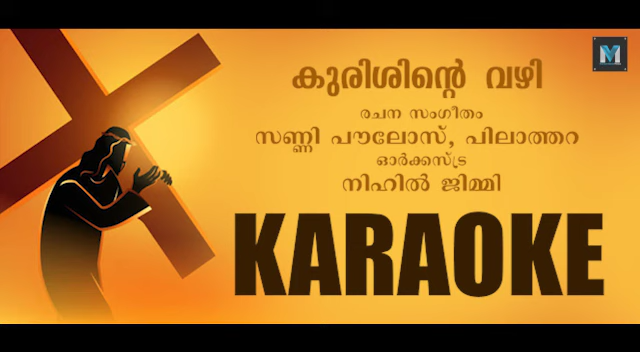 കുരിശിന്റെ വഴി
രചന സംഗീതം
സണ്ണി പൗലോസ്, പിലാത്തറ
ഓർക്കസ്ട്ര
നിഹിൽ ജിമ്മി
KARAOKE
M